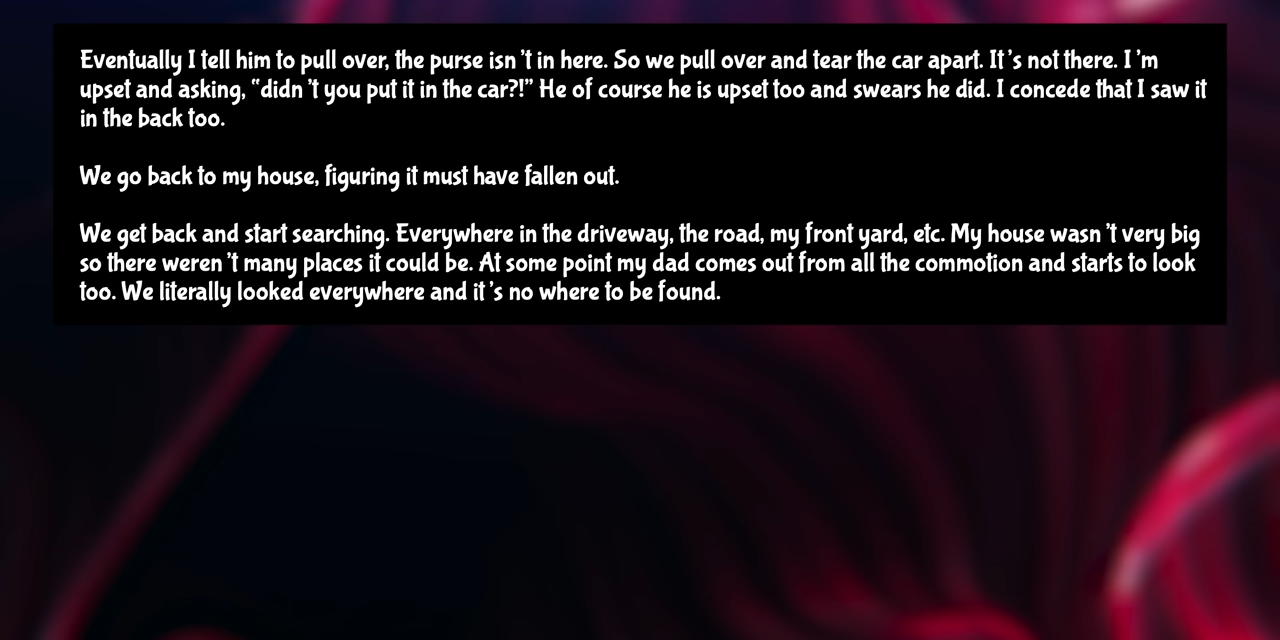 Eventually I tell him to pull over, the purse isn't in here. So we pull over and tear the car apart. It's not there. I'm
upset and asking, “didn't you put it in the car?!” He of course he is upset too and swears he did. I concede that I saw it
in the back too.
We go back to my house, figuring it must have fallen out.
We get back and start searching. Everywhere in the driveway, the road, my front yard, etc. My house wasn't very big
so there weren't many places it could be. At some point my dad comes out from all the commotion and starts to look
too. We literally looked everywhere and it's no where to be found.